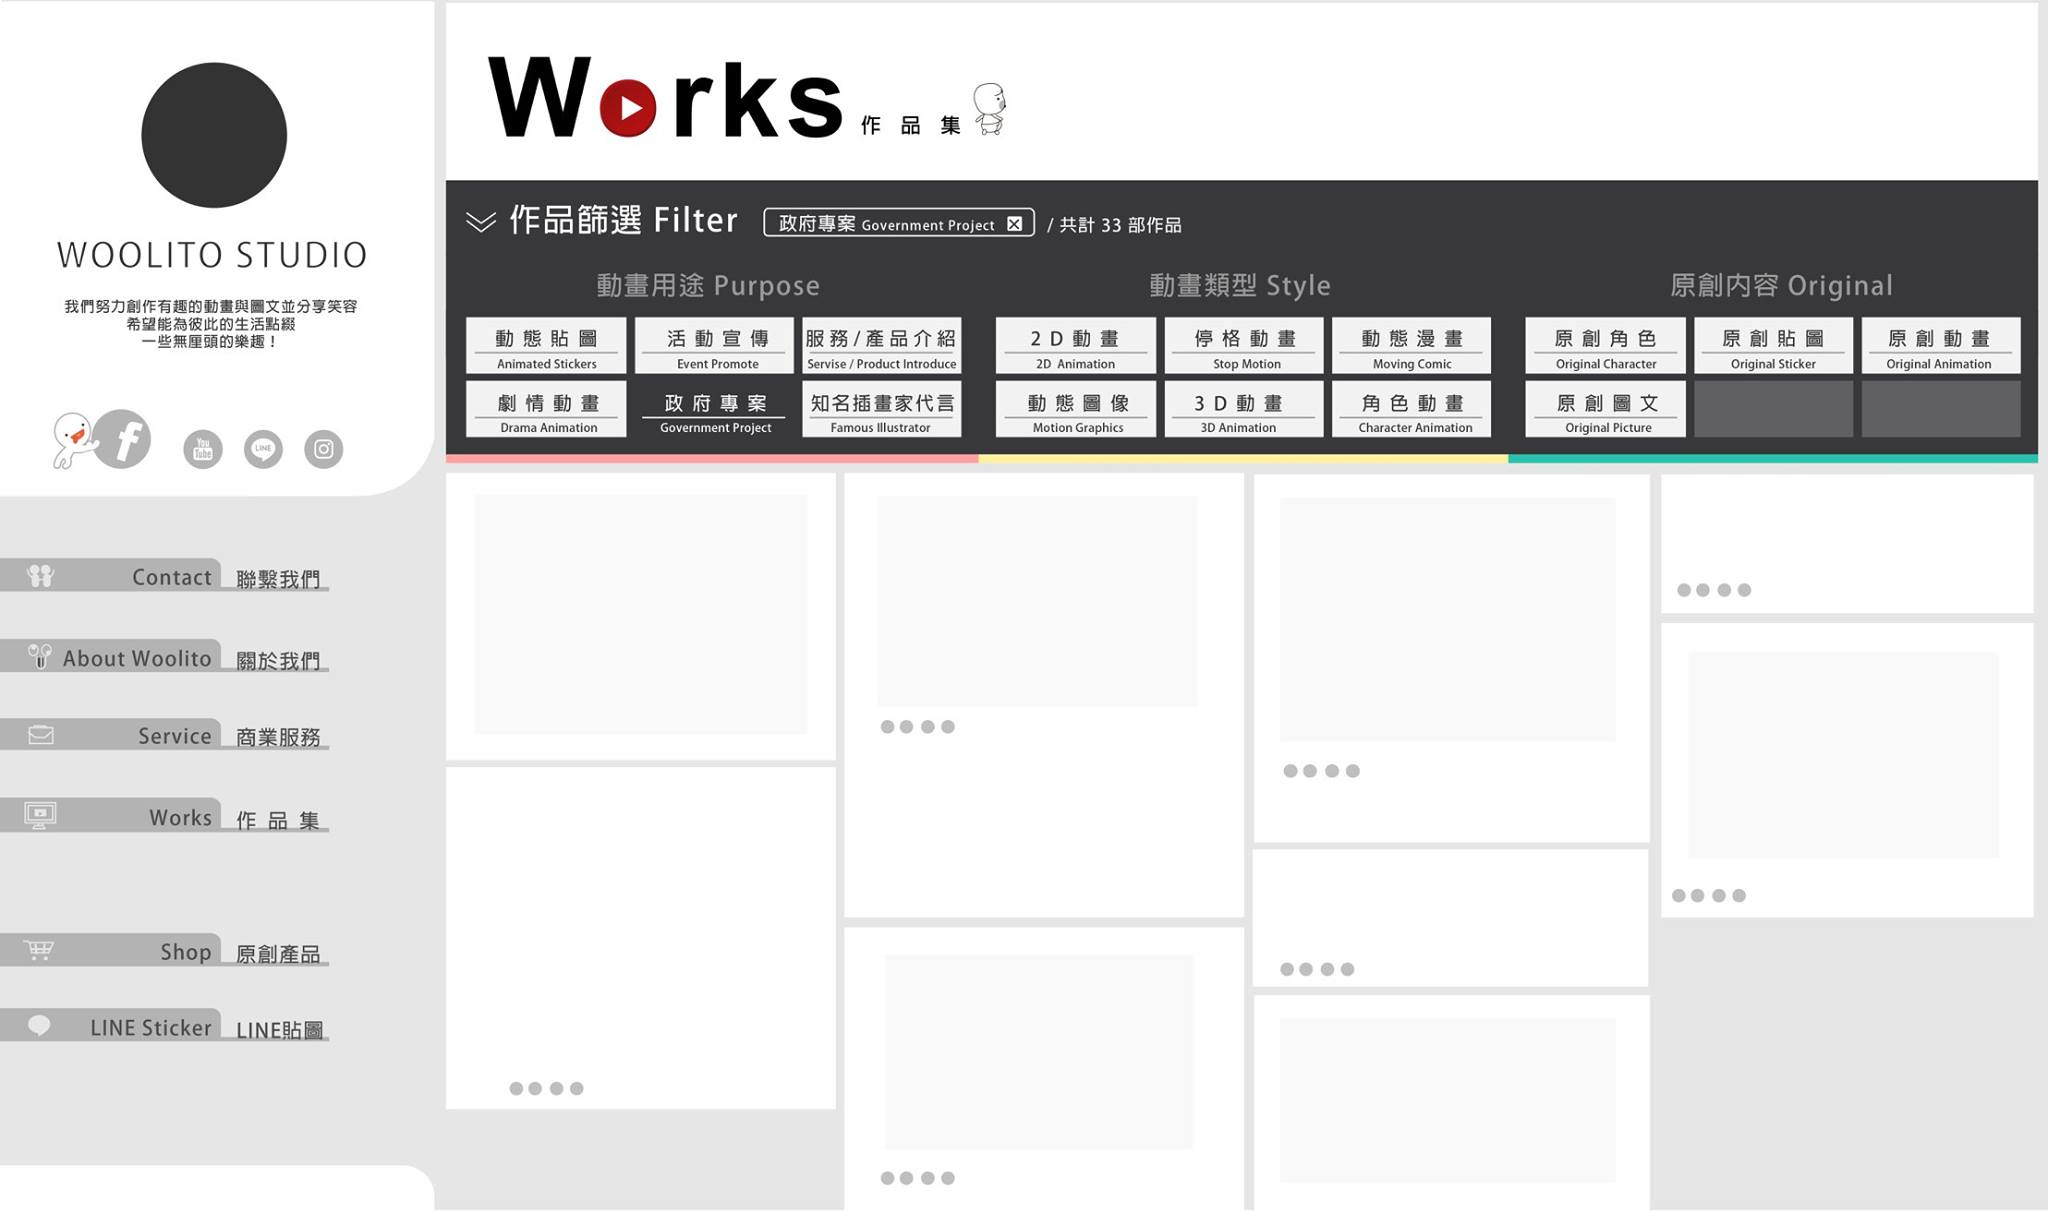 WOOLITO STUDIO
我們努力創作有趣的動畫與圖文並分享笑容
希望能為彼此的生活點綴
一些無厘頭的樂趣！
f
You Tube
LINE
Contact 聯繫我們
About Woolito 關於我們
Service 商業服務
Works 作品集
Shop 原創產品
LINE Sticker LINE貼圖
Works 作品集
作品篩選 Filter 政府專案 Government Project / 共計 33 部作品
動畫用途 Purpose
動態貼圖
Animated Stickers
活動宣傳
Event Promote
服務/產品介紹
Servise / Product Introduce
劇情動畫
Drama Animation
政府專案
Government Project
知名插畫家代言
Famous Illustrator
動畫類型 Style
2D動畫
2D Animation
停格動畫
Stop Motion
動態漫畫
Moving Comic
動態圖像
Motion Graphics
3D動畫
3D Animation
角色動畫
Character Animation
原創內容 Original
原創角色
Original Character
原創貼圖
Original Sticker
原創動畫
Original Animation
原創圖文
Original Picture